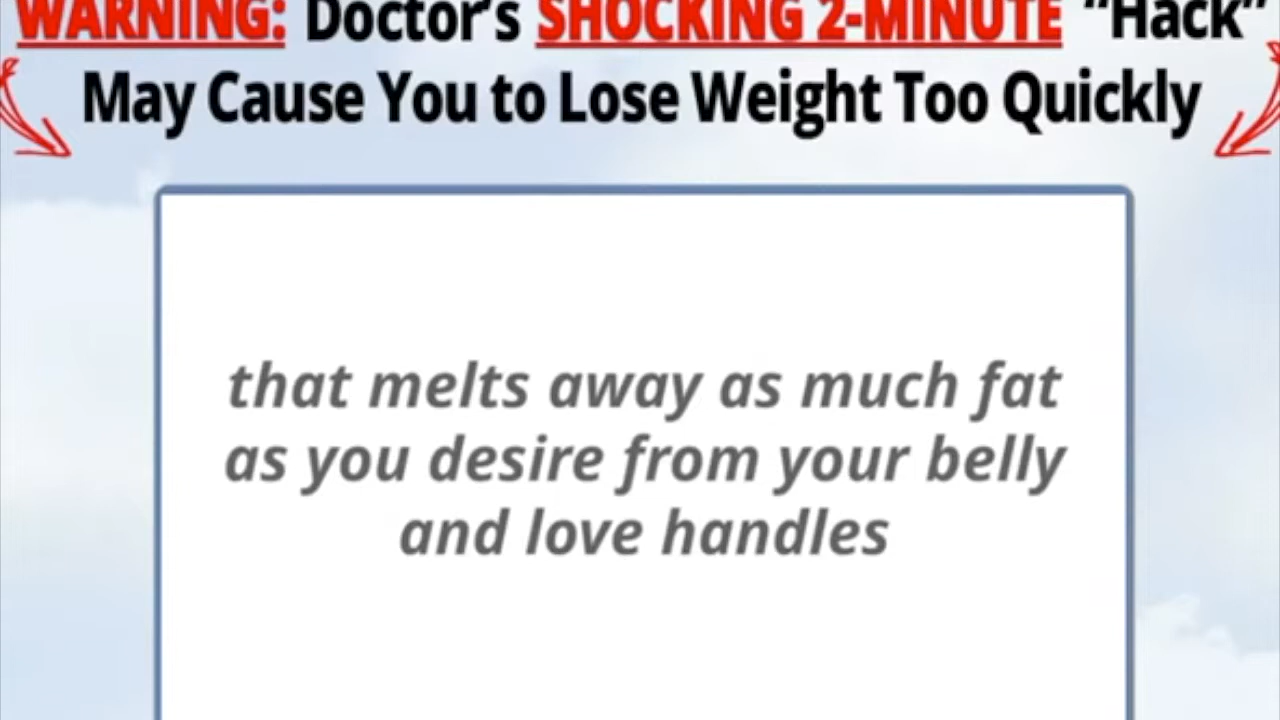 WARNING: Doctor's SHOCKING 2-MINUTE “Hack”
May Cause You to Lose Weight Too Quickly
that melts away as much fat
as you desire from your belly
and love handles